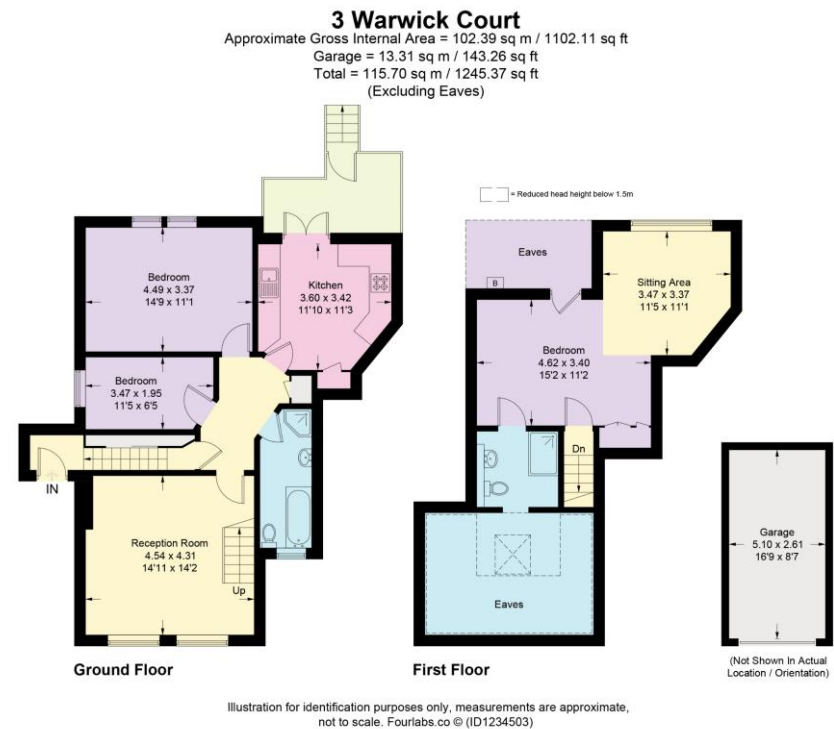 3 Warwick Court
Approximate Gross Internal Area = 102.39 sq m / 1102.11 sq ft
Garage = 13.31 sq m / 143.26 sq ft
Total = 115.70 sq m / 1245.37 sq ft
(Excluding Eaves)
= Reduced head height below 1.5m
Bedroom
4.49 x 3.37
14'9 x 11'1
Kitchen
3.60 x 3.42
11'10 x 11'3
Bedroom
3.47 x 1.95
11'5 x 6'5
IN
Reception Room
4.54 x 4.31
14'11 x 14'2
Up
Ground Floor
Eaves
B
Sitting Area
3.47 x 3.37
11'5 x 11'1
Bedroom
4.62 x 3.40
15'2 x 11'2
Dn
Eaves
First Floor
Garage
5.10 x 2.61
16'9 x 8'7
(Not Shown In Actual
Location / Orientation)
Illustration for identification purposes only, measurements are approximate,
not to scale. Fourlabs.co © (ID1234503)